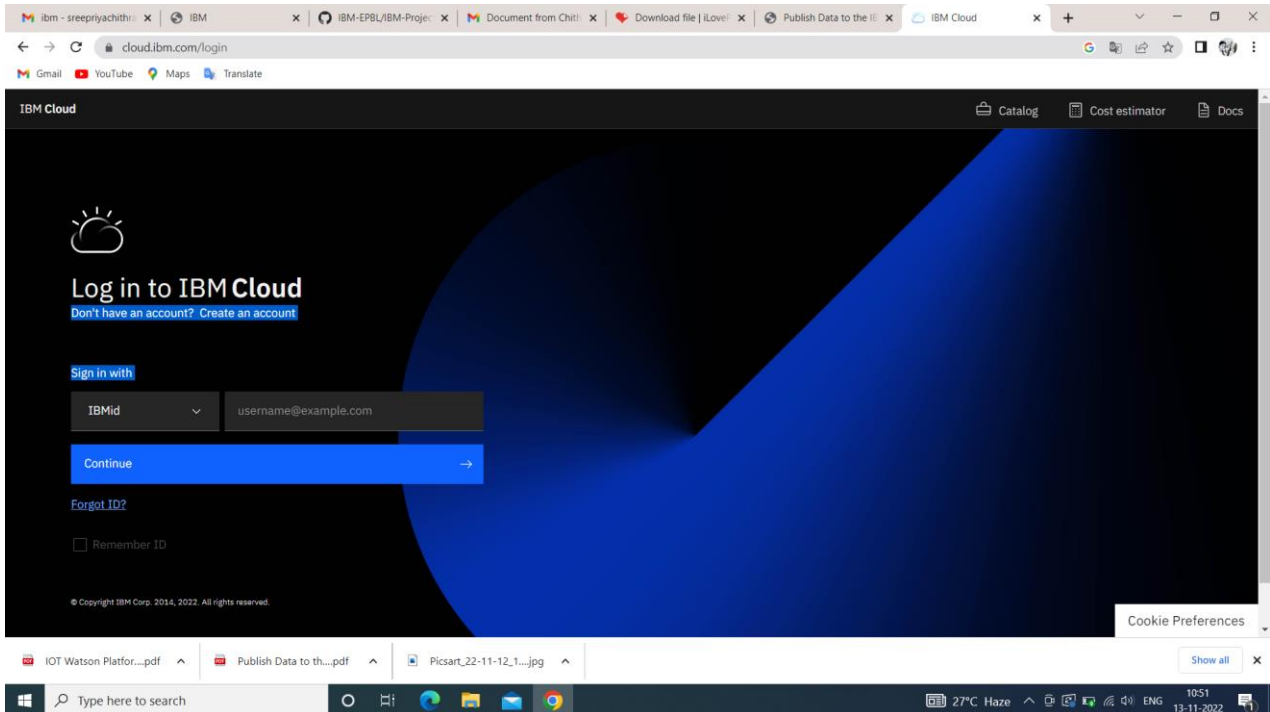 ibm - sreepriyachithra
IBM
IBM-EPBL/IBM-Projec
Document from Chith
Download file | iLoveP
Publish Data to the IB
IBM Cloud
cloud.ibm.com/login
Gmail YouTube Maps Translate
IBM Cloud Catalog Cost estimator Docs
Log in to IBM Cloud
Don't have an account? Create an account
Sign in with
IBMid username@example.com
Continue
Forgot ID?
Remember ID
© Copyright IBM Corp. 2014, 2022. All rights reserved.
Cookie Preferences
IOT Watson Platfor....pdf Publish Data to th....pdf Picsart_22-11-12_1....jpg Show all
Type here to search 27°C Haze ENG 10:51
13-11-2022